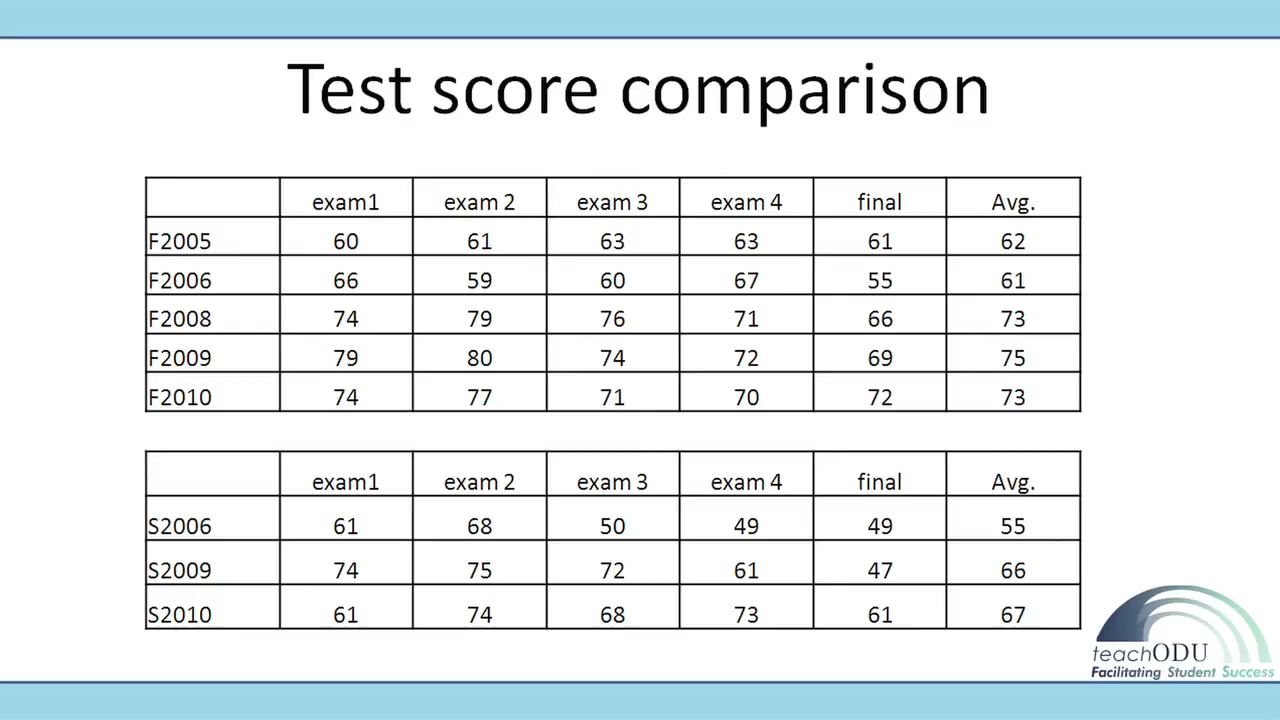 Test score comparison
exam1 exam 2 exam 3 exam 4 final Avg.
F2005 60 61 63 63 61 62
F2006 66 59 60 67 55 61
F2008 74 79 76 71 66 73
F2009 79 80 74 72 69 75
F2010 74 77 71 70 72 73
exam1 exam 2 exam 3 exam 4 final Avg.
S2006 61 68 50 49 49 55
S2009 74 75 72 61 47 66
S2010 61 74 68 73 61 67
teachODU
Facilitating Student Success